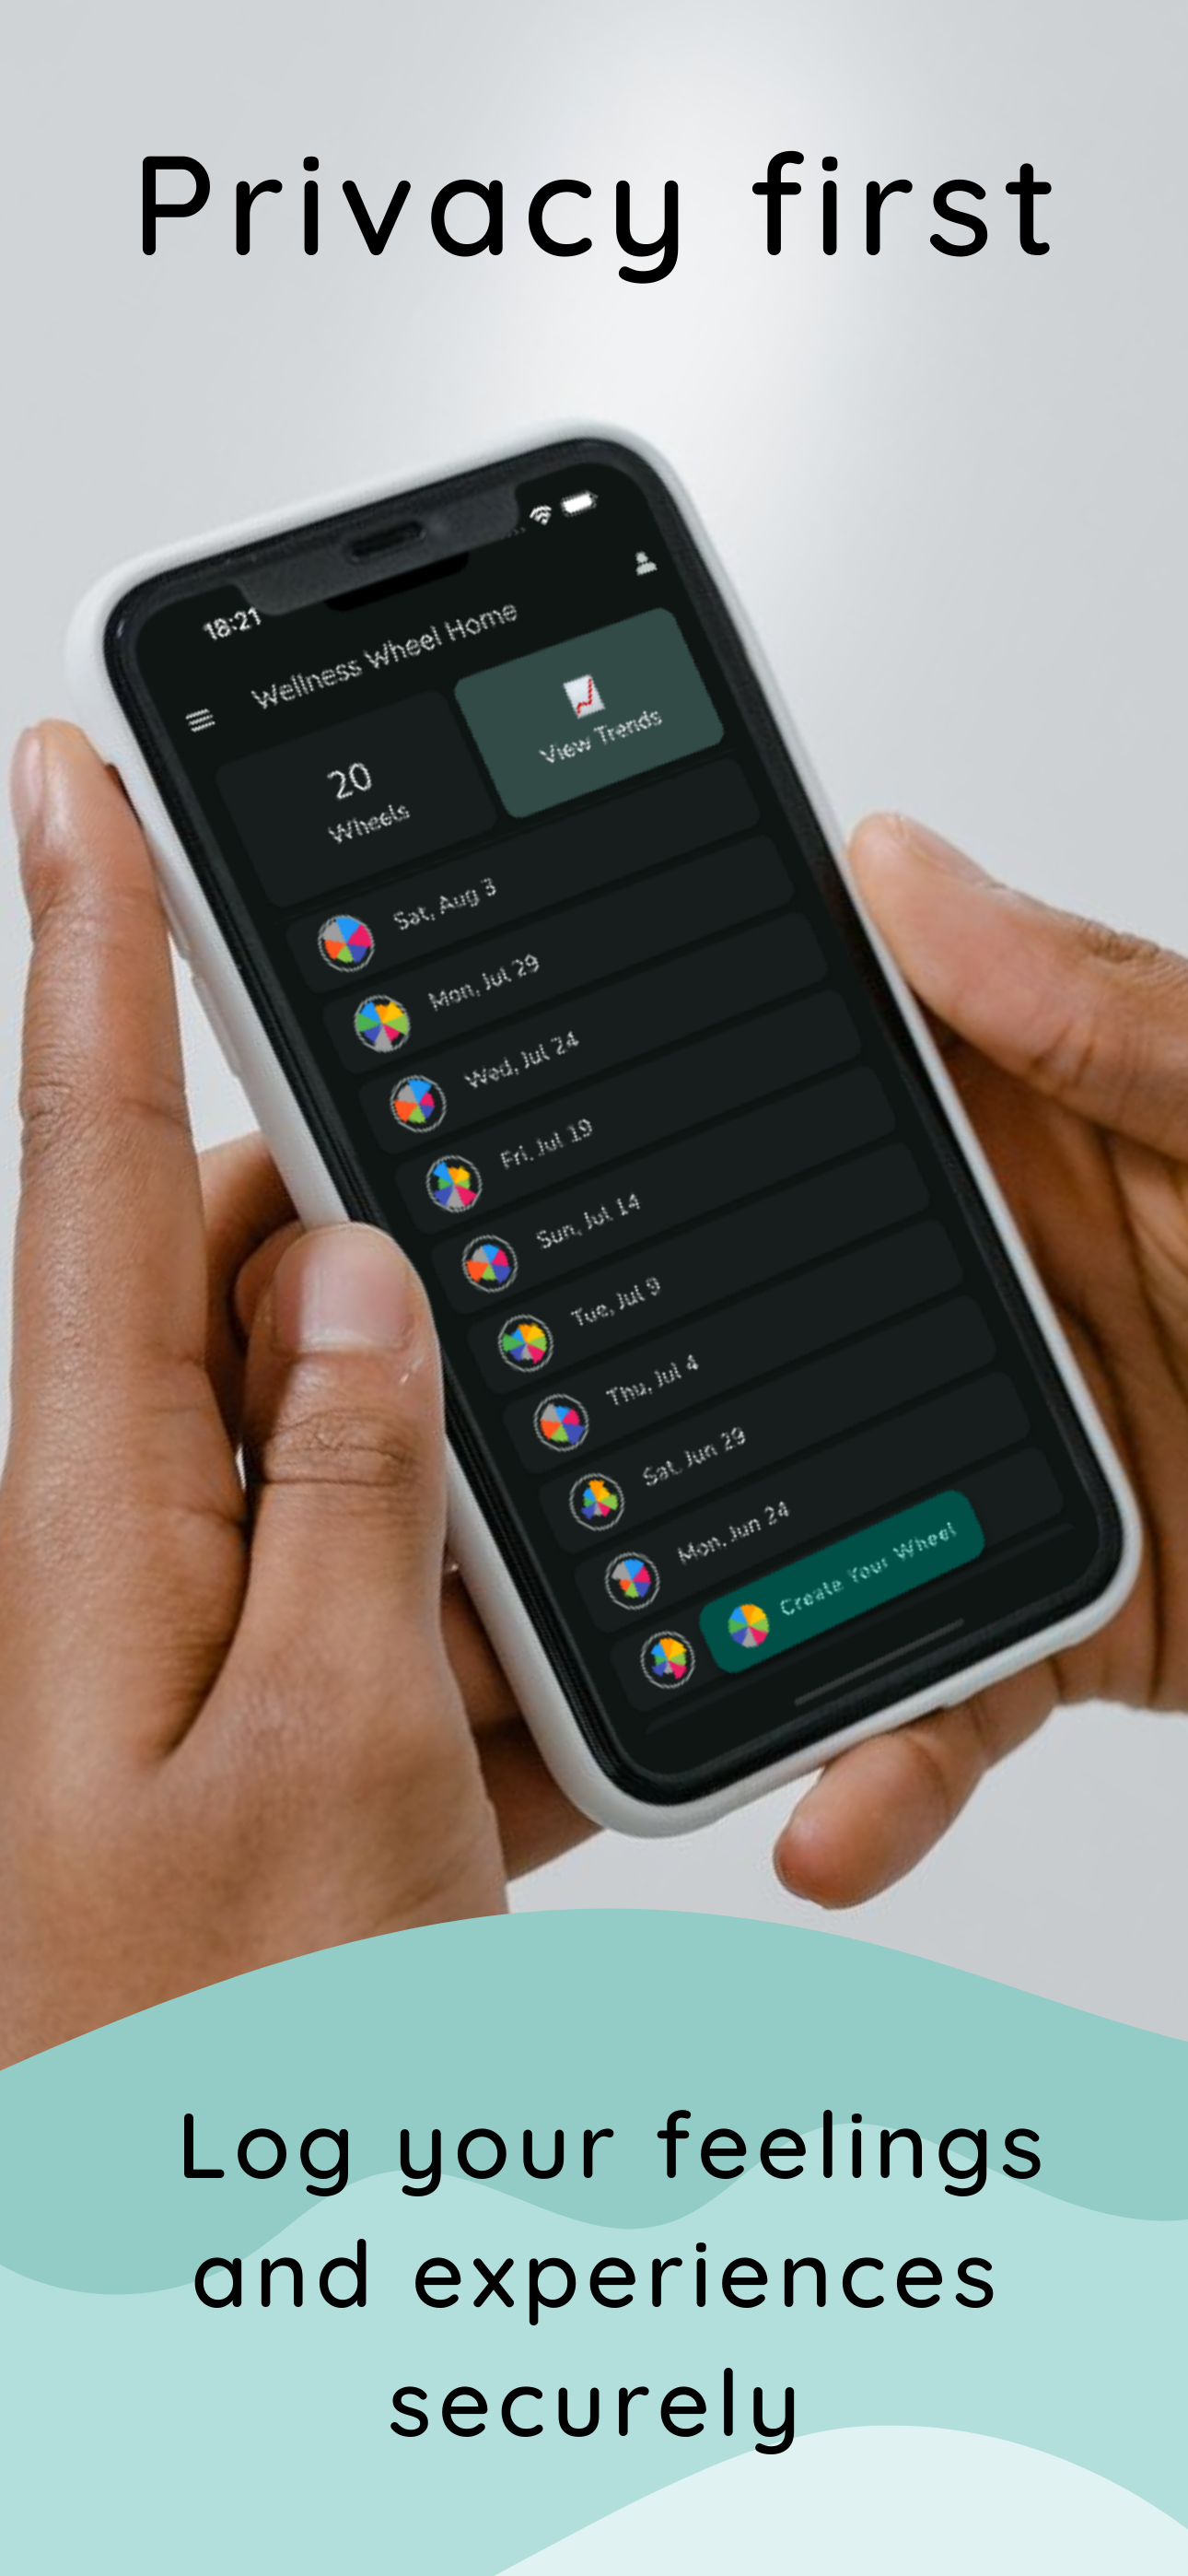 Privacy first
18:21
Wellness Wheel Home
20
Wheels
View Trends
Sat, Aug 3
Mon, Jul 29
Wed, Jul 24
Fri, Jul 19
Sun, Jul 14
Tue, Jul 9
Thu, Jul 4
Sat, Jun 29
Mon, Jun 24
Create Your Wheel
Log your feelings
and experiences
securely